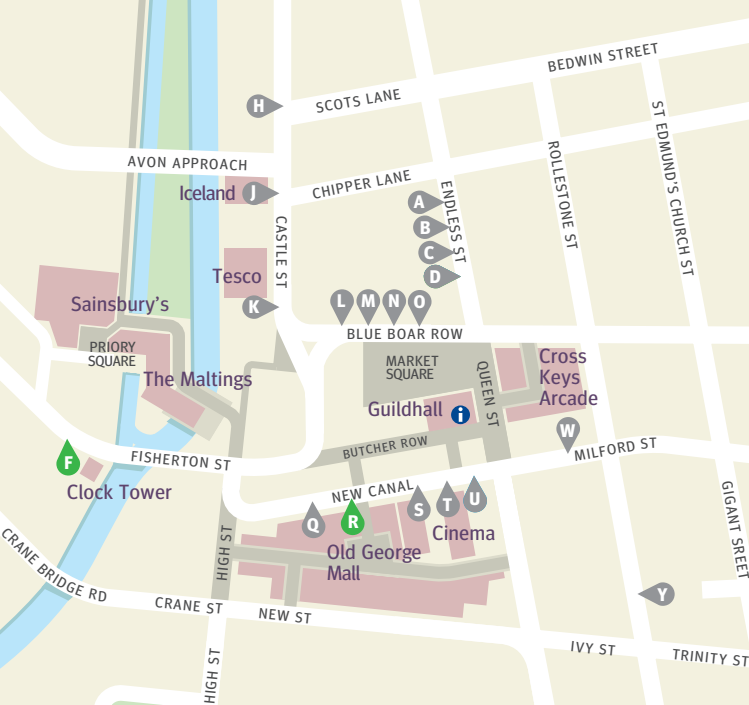 BEDWIN STREET
SCOTS LANE
H
ST EDMUND'S CHURCH ST
AVON APPROACH
ROLLESTONE ST
CHIPPER LANE
Iceland
J
ENDLESS ST
A
B
C
D
CASTLE ST
Tesco
K
L
M
N
O
Sainsbury's
BLUE BOAR ROW
PRIORY
SQUARE
MARKET
SQUARE
QUEEN ST
Cross
Keys
Arcade
The Maltings
Guildhall
i
W
BUTCHER ROW
MILFORD ST
F
FISHERTON ST
Clock Tower
NEW CANAL
GIGANT SREET
Q
R
S
T
U
Cinema
HIGH ST
Old George
Mall
CRANE BRIDGE RD
Y
CRANE ST
NEW ST
IVY ST
TRINITY ST
HIGH ST